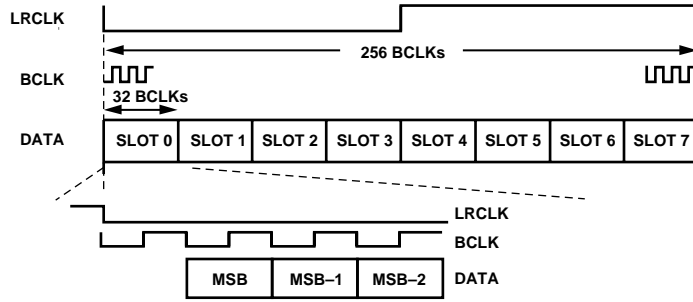 LRCLK
256 BCLKs
BCLK
32 BCLKs
DATA SLOT 0 SLOT 1 SLOT 2 SLOT 3 SLOT 4 SLOT 5 SLOT 6 SLOT 7
LRCLK
BCLK
MSB MSB–1 MSB–2 DATA